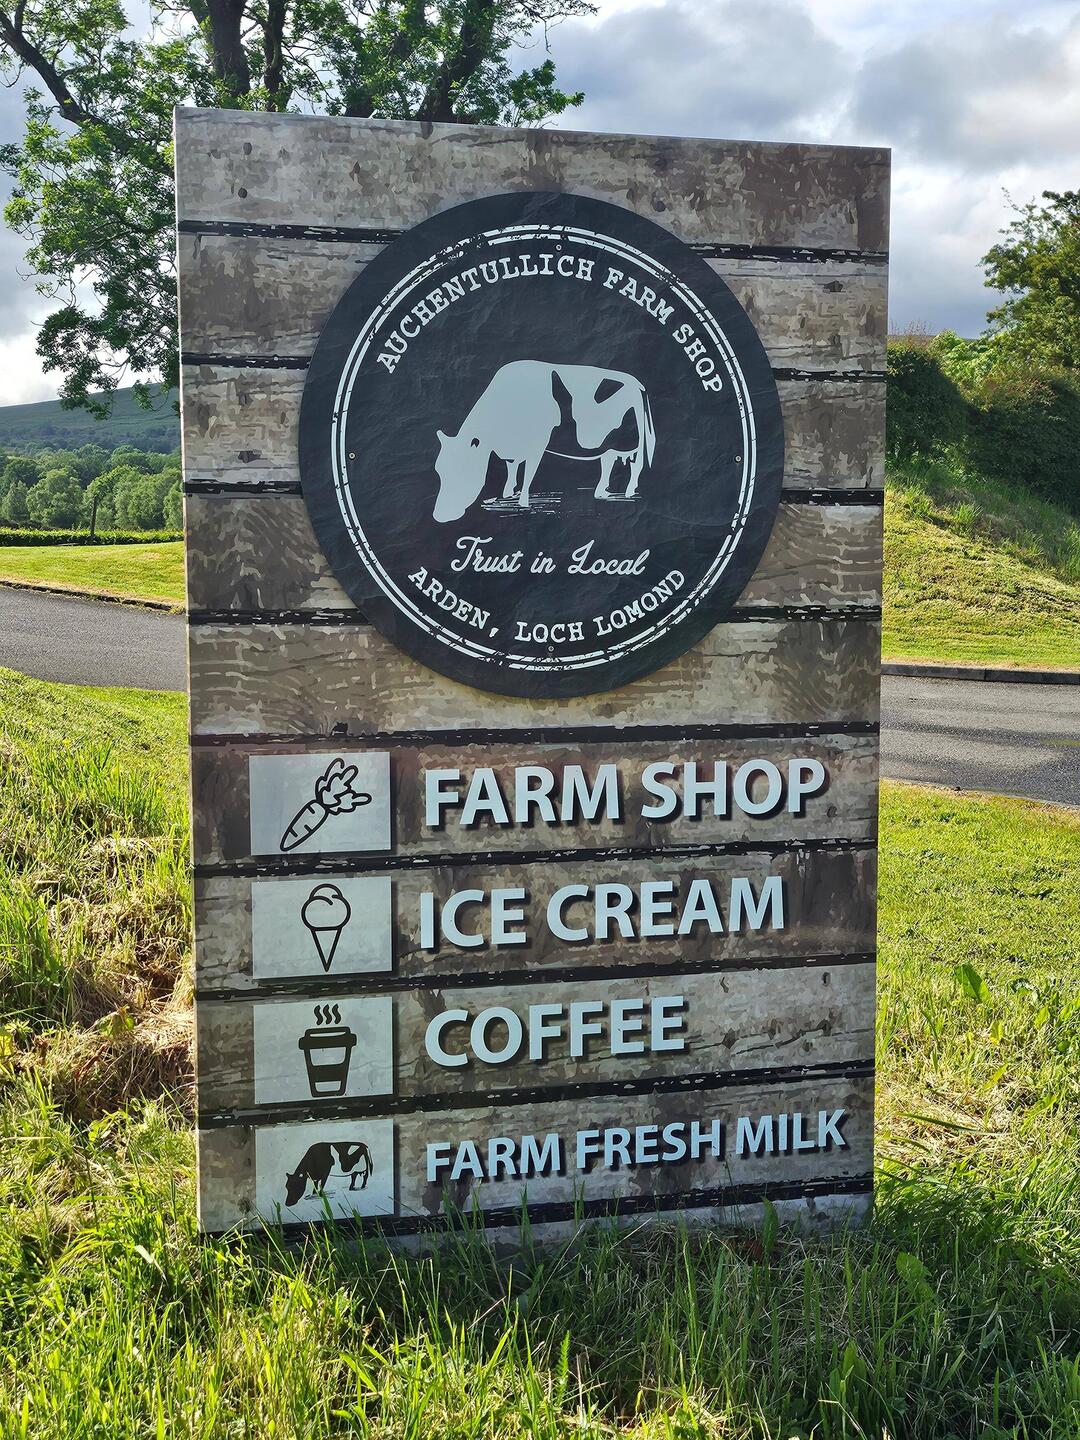 AUCHENTULLICH FARM SHOP
Trust in Local
ARDEN, LOCH LOMOND
FARM SHOP
ICE CREAM
COFFEE
FARM FRESH MILK